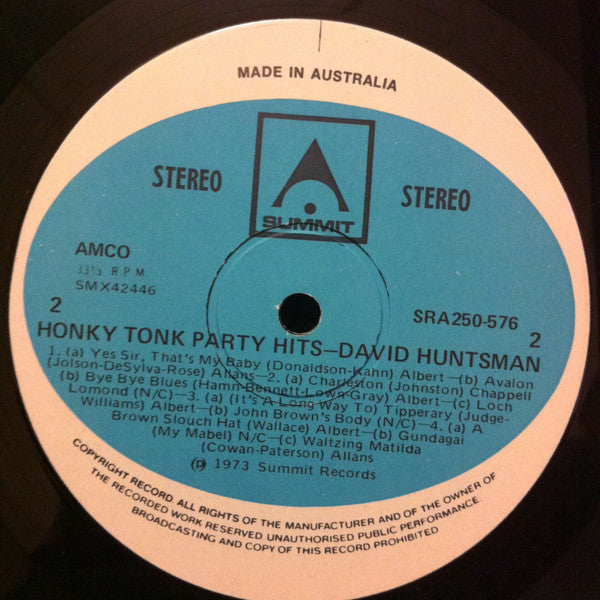 MADE IN AUSTRALIA
STEREO
STEREO
SUMMIT
AMCO
33⅓ RPM
SMX42446
SRA250-576
2
2
HONKY TONK PARTY HITS—DAVID HUNTSMAN
1. (a) Yes Sir, That's My Baby (Donaldson-Kahn) Albert—(b) Avalon
(Jolson-DeSylva-Rose) Allans—2. (a) Charleston (Johnston) Chappell
(b) Bye Bye Blues (Hamn-Bennett-Lown-Gray) Albert—(c) Loch
Lomond (N/C)—3. (a) (It's A Long Way To) Tipperary (Judge-
Williams) Albert—(b) John Brown's Body (N/C)—4. (a) A
Brown Slouch Hat (Wallace) Albert—(b) Gundagai
(My Mabel) N/C—(c) Waltzing Matilda
(Cowan-Paterson) Allans
℗ 1973 Summit Records
COPYRIGHT RECORD ALL RIGHTS OF THE MANUFACTURER AND OF THE OWNER OF
THE RECORDED WORK RESERVED UNAUTHORISED PUBLIC PERFORMANCE
BROADCASTING AND COPY OF THIS RECORD PROHIBITED